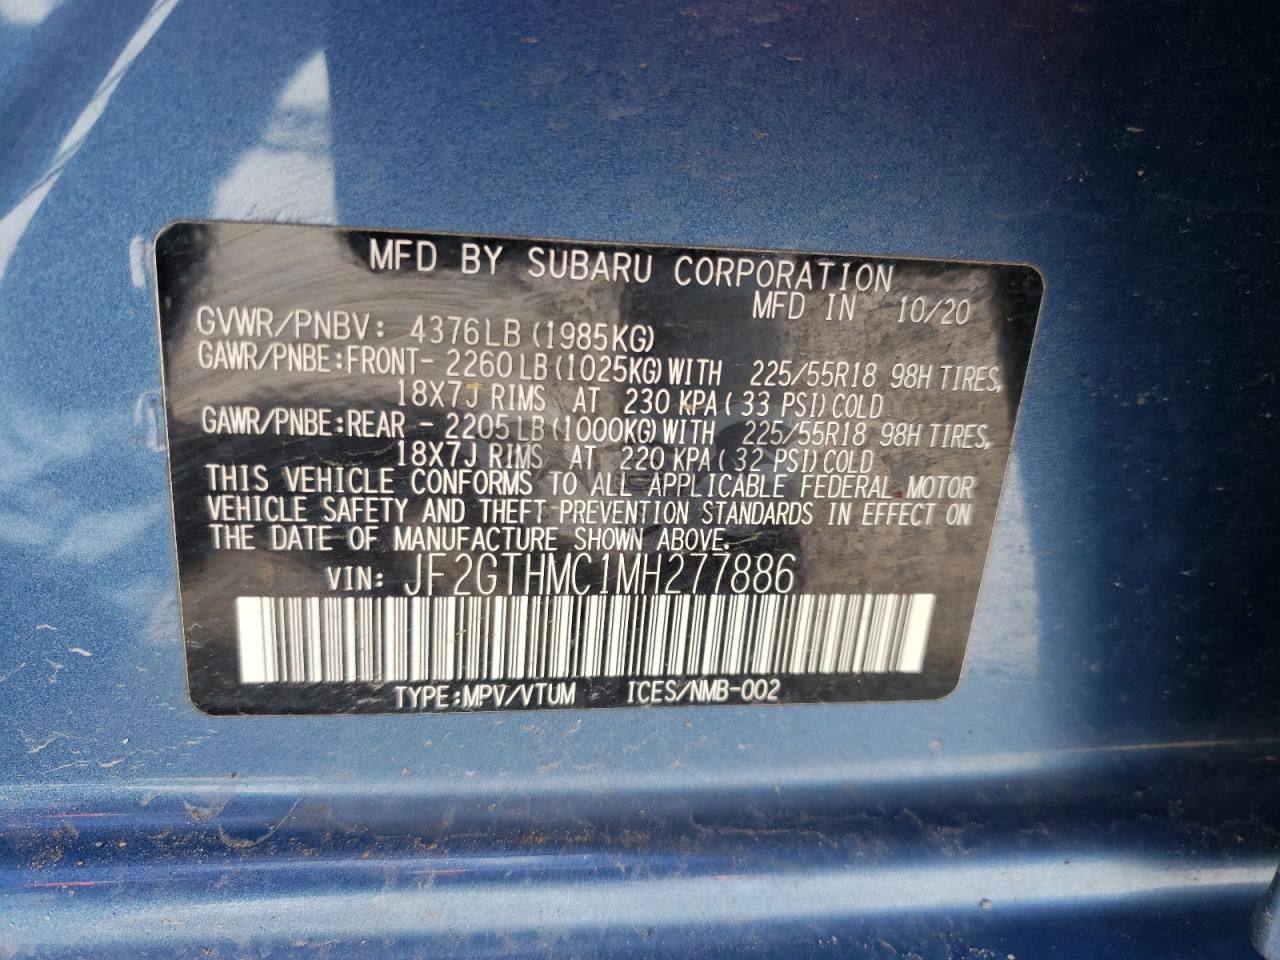 MFD BY SUBARU CORPORATION
MFD IN 10/20
GVWR/PNBV: 4376LB (1985KG)
GAWR/PNBE:FRONT- 2260LB(1025KG)WITH 225/55R18 98H TIRES,
18X7J RIMS AT 230 KPA(33 PSI)COLD
GAWR/PNBE:REAR - 2205LB(1000KG)WITH 225/55R18 98H TIRES,
18X7J RIMS AT 220 KPA(32 PSI)COLD
THIS VEHICLE CONFORMS TO ALL APPLICABLE FEDERAL MOTOR
VEHICLE SAFETY AND THEFT PREVENTION STANDARDS IN EFFECT ON
THE DATE OF MANUFACTURE SHOWN ABOVE.
VIN: JF2GTHMC1MH277886
TYPE:MPV/VTUM ICES/NMB-002